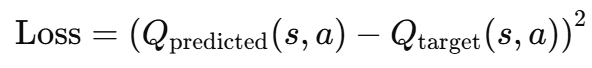 Loss = (Q_predicted(s, a) − Q_target(s, a))²